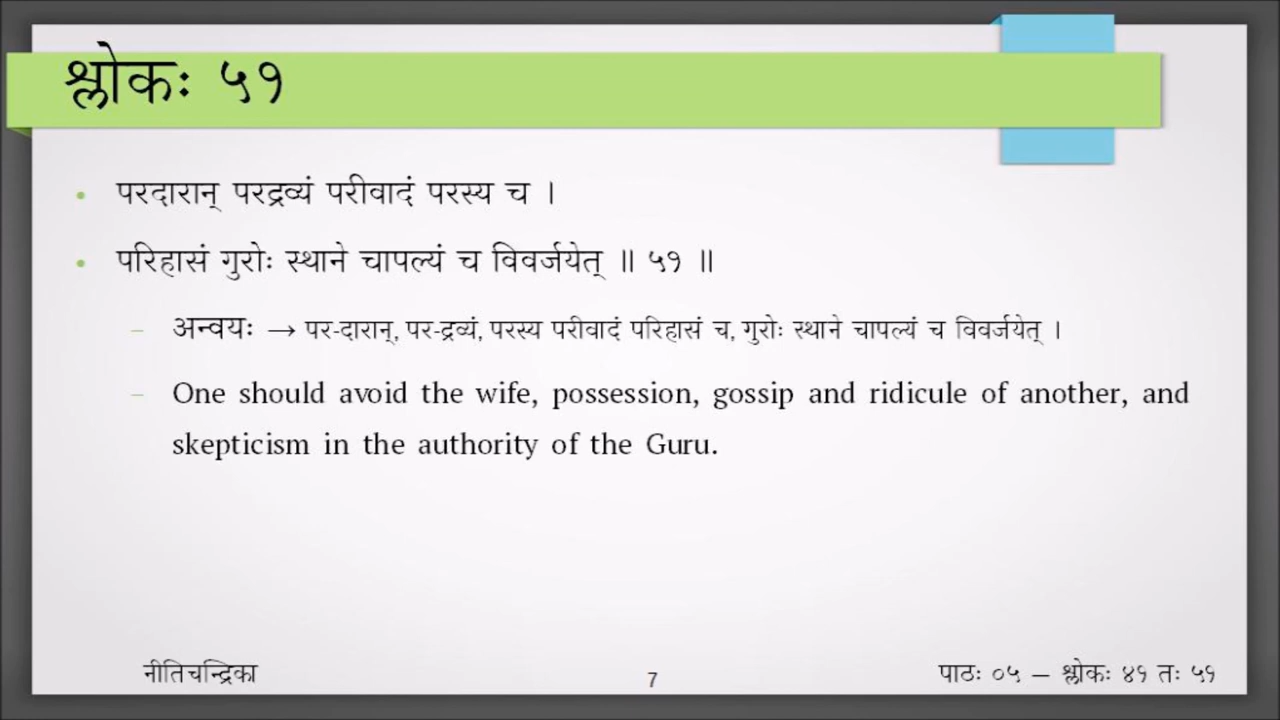 श्लोकः ५१
परदारान् परद्रव्यं परीवादं परस्य च ।
परिहासं गुरोः स्थाने चापल्यं च विवर्जयेत् ॥ ५१ ॥
अन्वयः → पर-दारान्, पर-द्रव्यं, परस्य परीवादं परिहासं च, गुरोः स्थाने चापल्यं च विवर्जयेत् ।
One should avoid the wife, possession, gossip and ridicule of another, and
skepticism in the authority of the Guru.
नीतिचन्द्रिका
7
पाठः ०५ – श्लोकः ४१ तः ५१